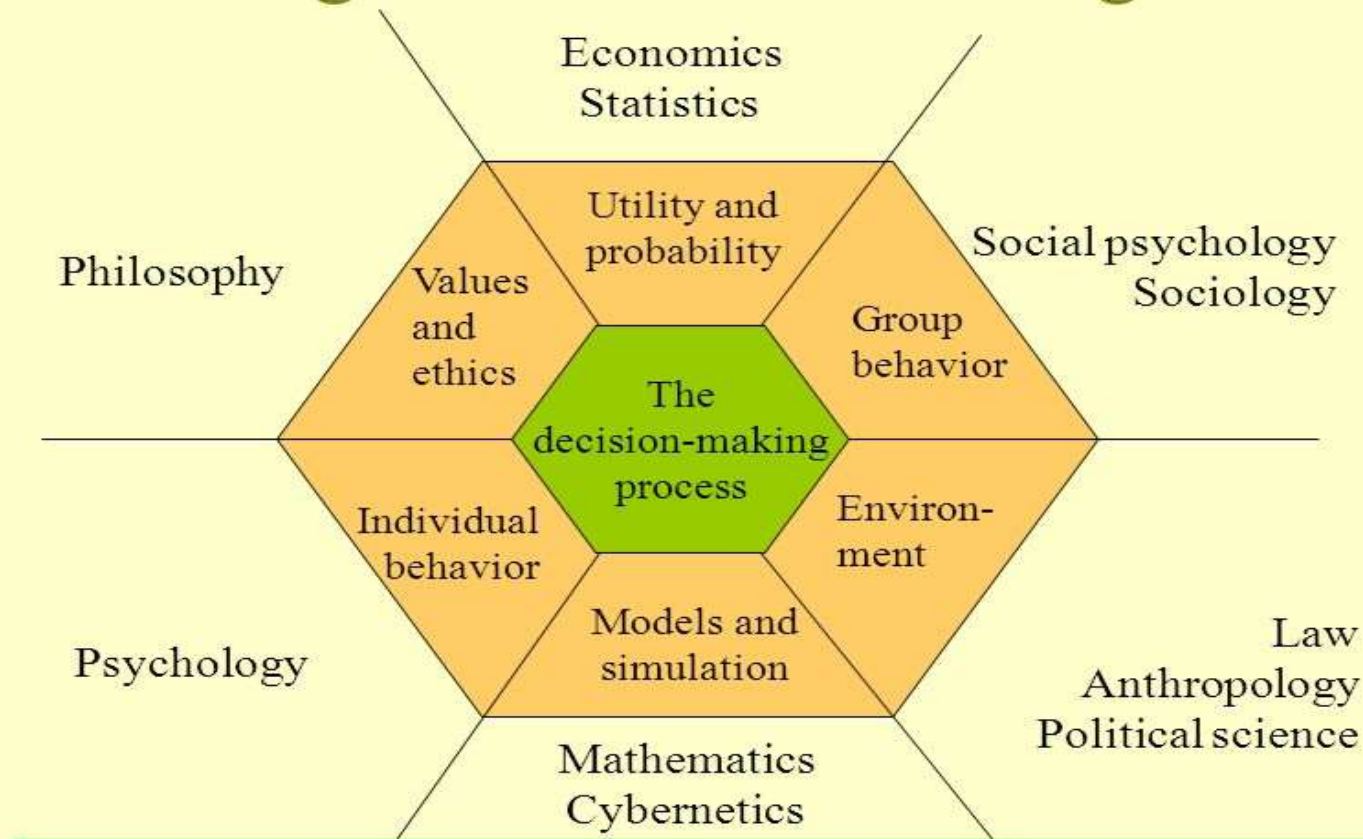 Economics
Statistics
Utility and
probability
Philosophy
Values
and
ethics
Social psychology
Sociology
Group
behavior
The
decision-making
process
Individual
behavior
Environ-
ment
Psychology
Models and
simulation
Law
Anthropology
Political science
Mathematics
Cybernetics